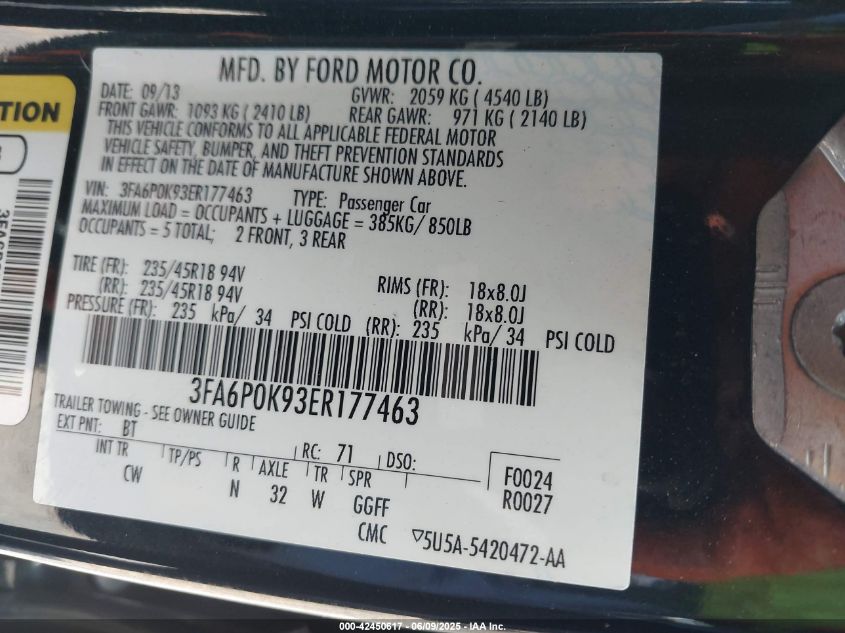 MFD. BY FORD MOTOR CO.
DATE: 09/13 GVWR: 2059 KG ( 4540 LB)
FRONT GAWR: 1093 KG ( 2410 LB) REAR GAWR: 971 KG ( 2140 LB)
THIS VEHICLE CONFORMS TO ALL APPLICABLE FEDERAL MOTOR
VEHICLE SAFETY, BUMPER, AND THEFT PREVENTION STANDARDS
IN EFFECT ON THE DATE OF MANUFACTURE SHOWN ABOVE.
VIN: 3FA6P0K93ER177463 TYPE: Passenger Car
MAXIMUM LOAD = OCCUPANTS + LUGGAGE = 385KG/ 850LB
OCCUPANTS = 5 TOTAL; 2 FRONT, 3 REAR
TIRE (FR): 235/45R18 94V RIMS (FR): 18x8.0J
(RR): 235/45R18 94V (RR): 18x8.0J
PRESSURE (FR): 235 kPa/ 34 PSI COLD (RR): 235 kPa/ 34 PSI COLD
3FA6P0K93ER177463
TRAILER TOWING - SEE OWNER GUIDE
EXT PNT: BT RC: 71 DSO: F0024
INT TR TP/PS R AXLE TR SPR R0027
CW N 32 W GGFF
CMC ▽5U5A-5420472-AA
000-42450617 - 06/09/2025 - IAA Inc.